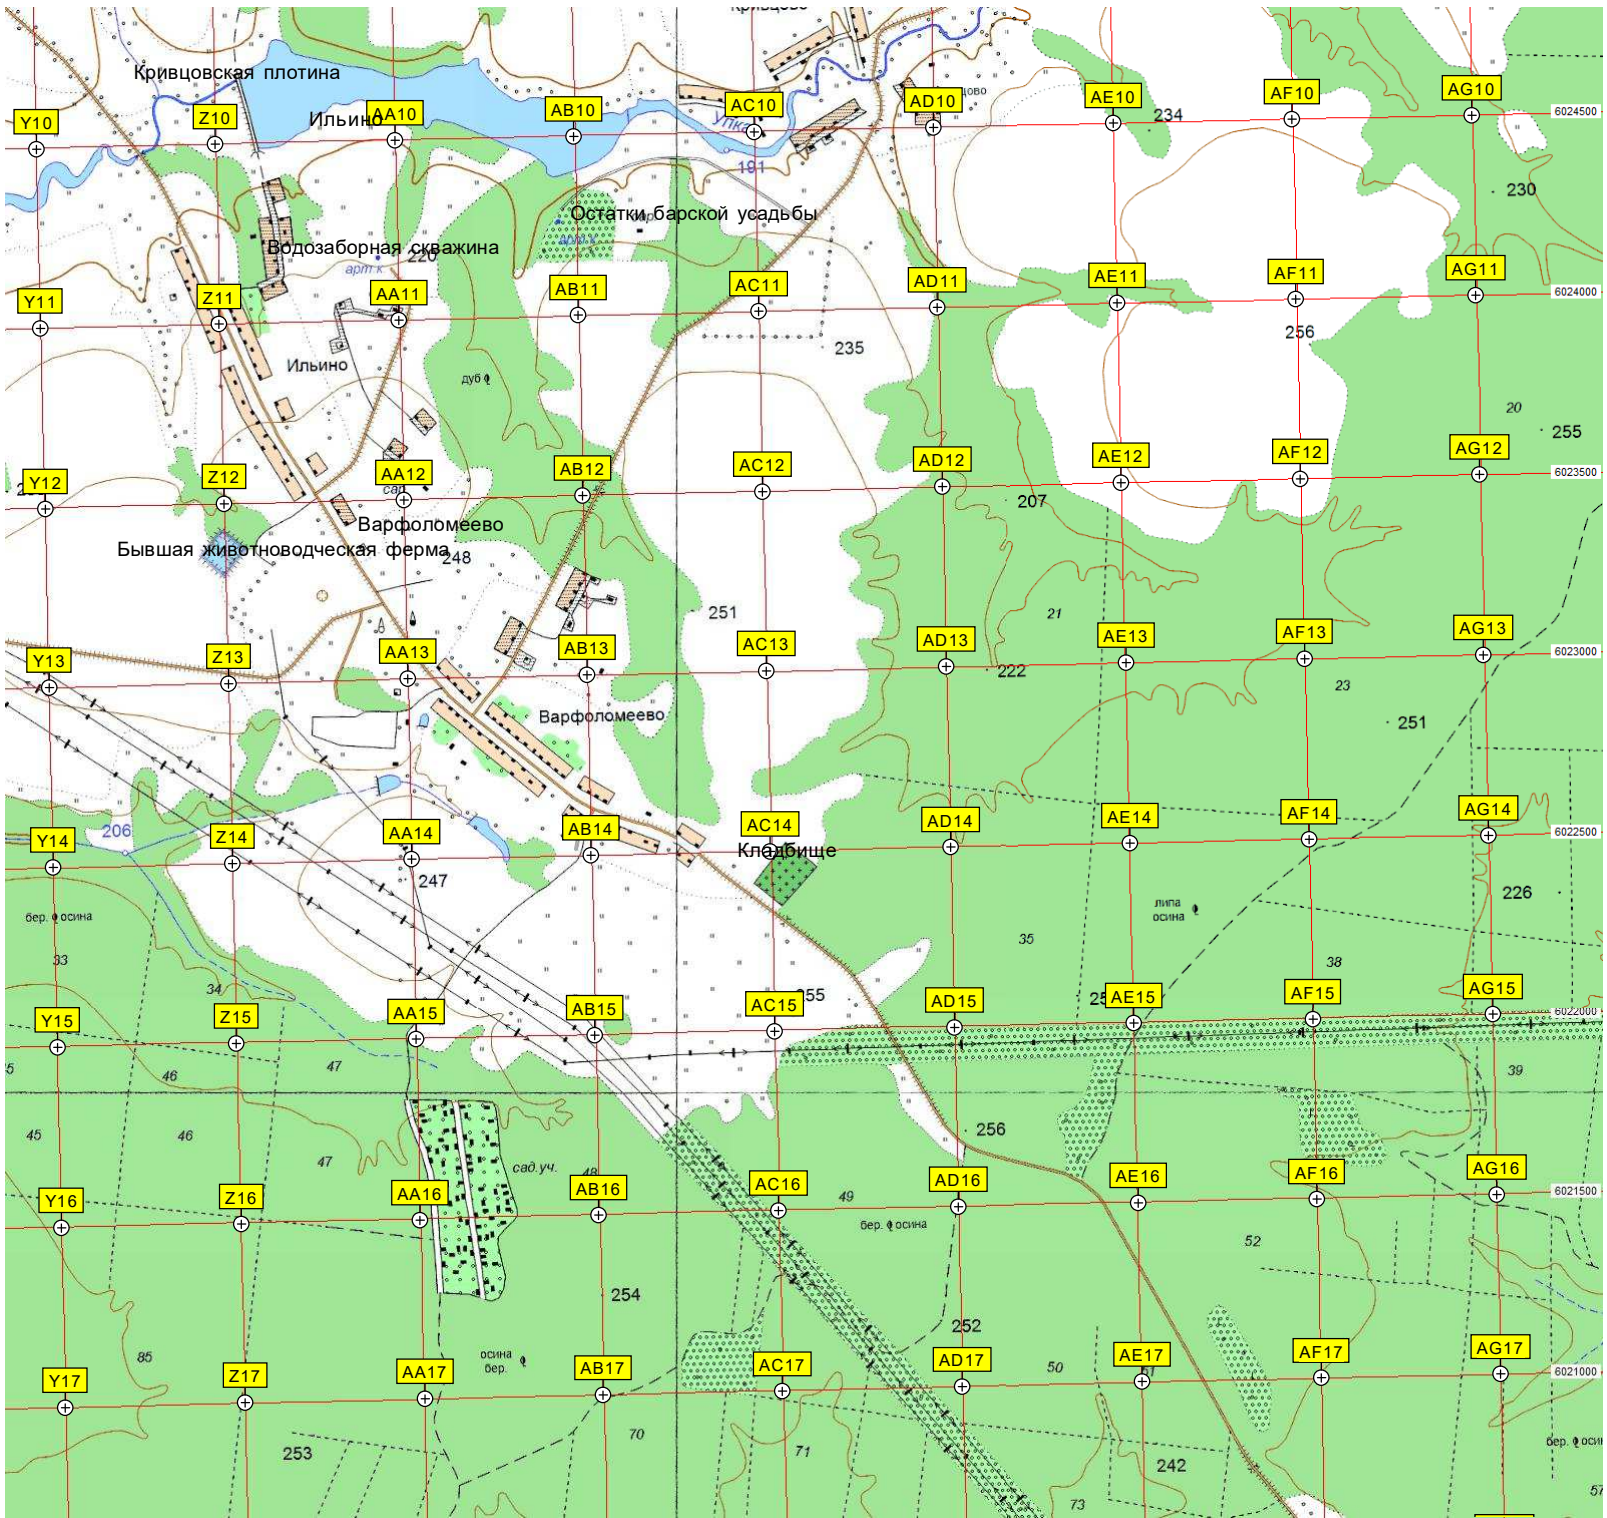 Кривцово
Кривцовская плотина
Y10
Z10
Ильино
AA10
AB10
AC10
AD10
AE10
234
AF10
AG10
6024500
Упка
191
230
Остатки барской усадьбы
Водозаборная скважина
220
арт.к
Y11
Z11
AA11
AB11
AC11
AD11
AE11
AF11
AG11
6024000
256
235
Ильино
дуб
20
255
Y12
Z12
AA12
AB12
AC12
AD12
AE12
AF12
AG12
6023500
сар.
207
Варфоломеево
Бывшая животноводческая ферма
248
251
21
Y13
Z13
AA13
AB13
AC13
AD13
AE13
AF13
AG13
6023000
222
23
Варфоломеево
251
206
Y14
Z14
AA14
AB14
AC14
AD14
AE14
AF14
AG14
6022500
Кладбище
247
226
бер. осина
липа
осина
35
33
38
34
255
Y15
Z15
AA15
AB15
AC15
AD15
AE15
AF15
AG15
6022000
46
47
39
45
46
47
256
сад.уч.
48
Y16
Z16
AA16
AB16
AC16
AD16
AE16
AF16
AG16
6021500
49
бер. осина
52
254
252
85
осина
бер.
50
Y17
Z17
AA17
AB17
AC17
AD17
AE17
AF17
AG17
6021000
70
71
253
242
бер. осин
73
57